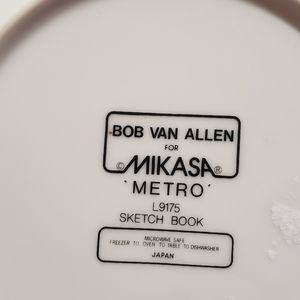 BOB VAN ALLEN
FOR
© MIKASA ®
'METRO'
L9175
SKETCH BOOK
MICROWAVE SAFE
FREEZER TO OVEN TO TABLE TO DISHWASHER
JAPAN